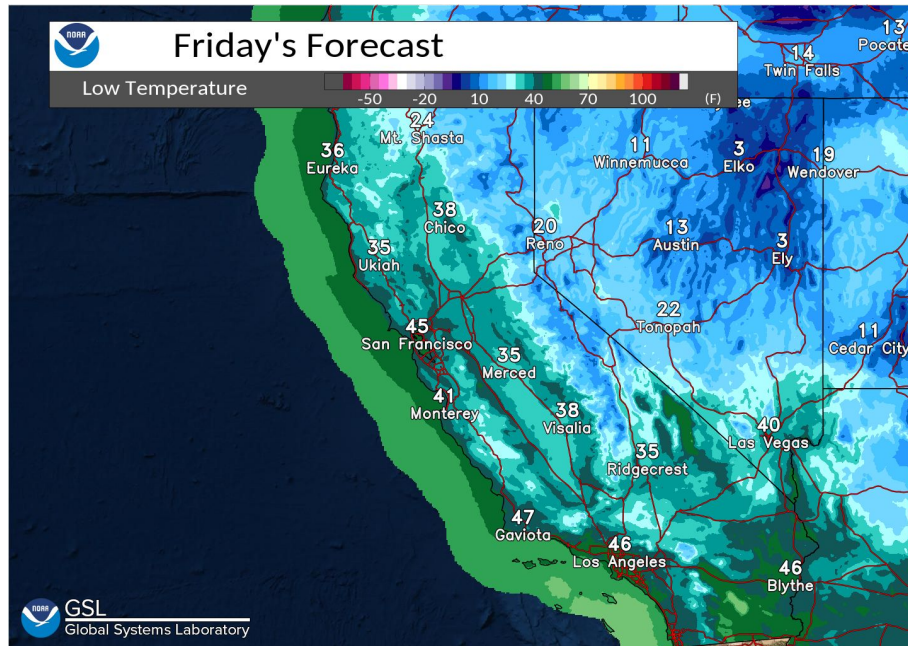 NOAA
Friday's Forecast
Low Temperature
-50 -20 10 40 70 100 (F)
13
Pocate
14
Twin Falls
ee
24
Mt. Shasta
36
Eureka
11
Winnemucca
3
Elko
19
Wendover
38
Chico
35
Ukiah
20
Reno
13
Austin
3
Ely
22
Tonopah
45
San Francisco
35
Merced
11
Cedar City
41
Monterey
38
Visalia
40
Las Vegas
35
Ridgecrest
47
Gaviota
46
Los Angeles
46
Blythe
NOAA
GSL
Global Systems Laboratory